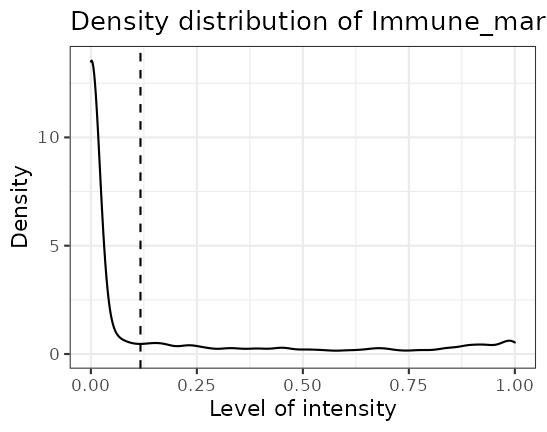 Density distribution of Immune_mar
10
5
0
Density
0.00 0.25 0.50 0.75 1.00
Level of intensity